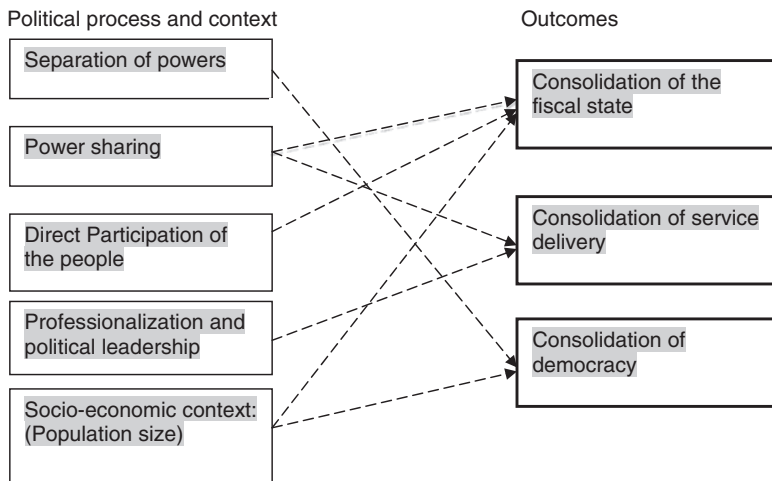 Political process and context
Separation of powers
Power sharing
Direct Participation of
the people
Professionalization and
political leadership
Socio-economic context:
(Population size)
Outcomes
Consolidation of the
fiscal state
Consolidation of service
delivery
Consolidation of
democracy